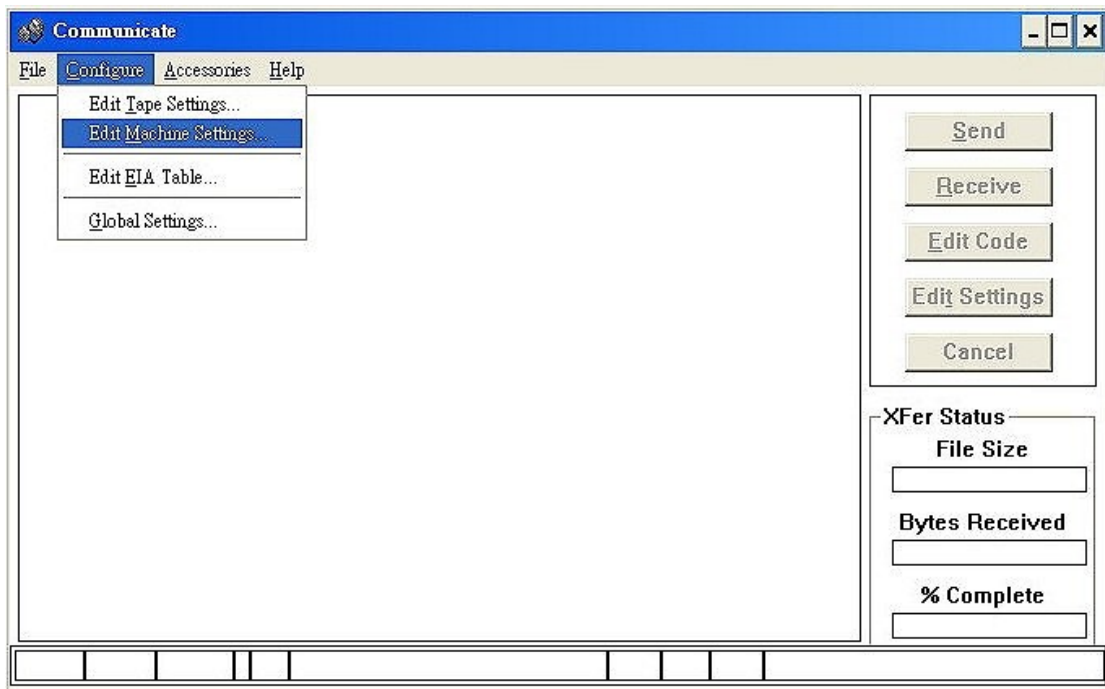 Communicate
File Configure Accessories Help
Edit Tape Settings...
Edit Machine Settings...
Edit EIA Table...
Global Settings...
Send
Receive
Edit Code
Edit Settings
Cancel
XFer Status
File Size
Bytes Received
% Complete